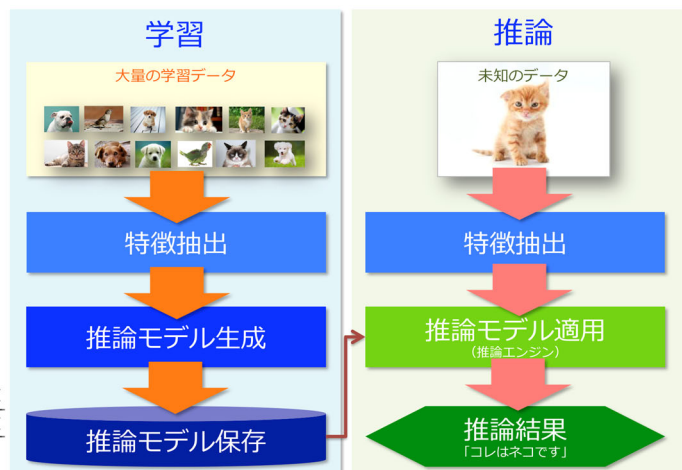 学習
大量の学習データ
特徴抽出
推論モデル生成
推論モデル保存
推論
未知のデータ
特徴抽出
推論モデル適用
(推論エンジン)
推論結果
「コレはネコです」